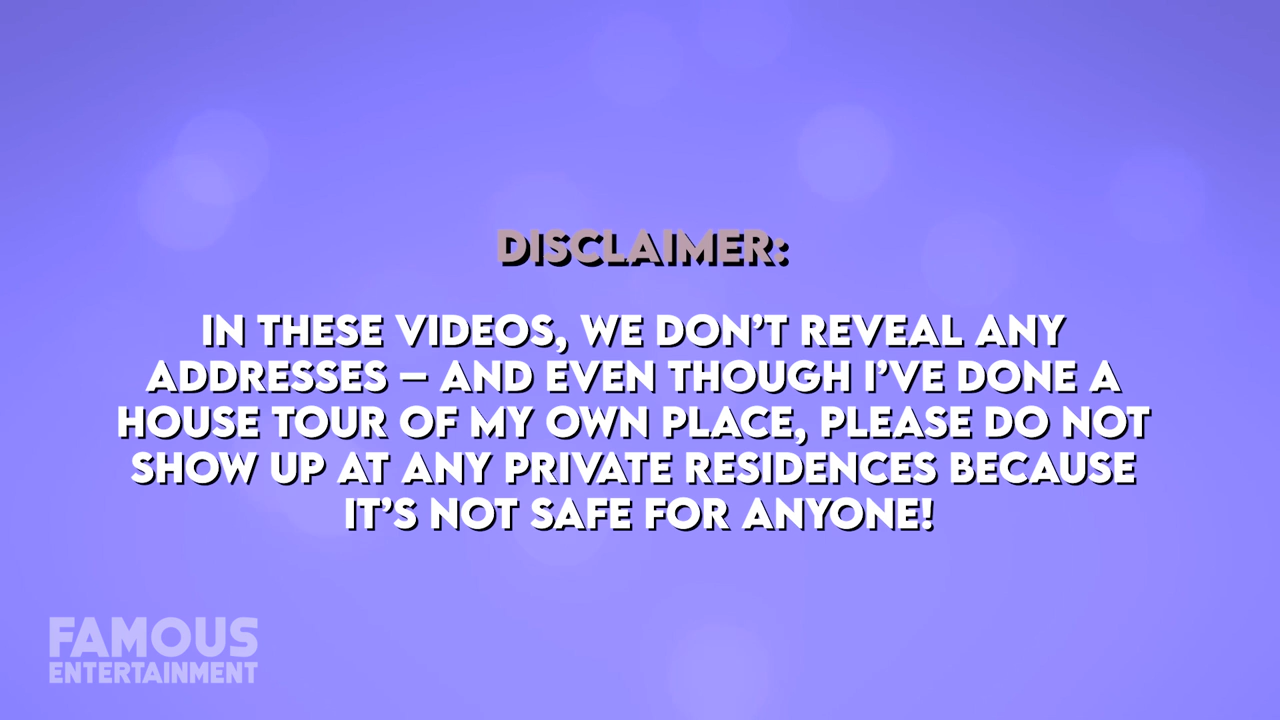 DISCLAIMER:
IN THESE VIDEOS, WE DON’T REVEAL ANY
ADDRESSES – AND EVEN THOUGH I’VE DONE A
HOUSE TOUR OF MY OWN PLACE, PLEASE DO NOT
SHOW UP AT ANY PRIVATE RESIDENCES BECAUSE
IT’S NOT SAFE FOR ANYONE!
FAMOUS
ENTERTAINMENT